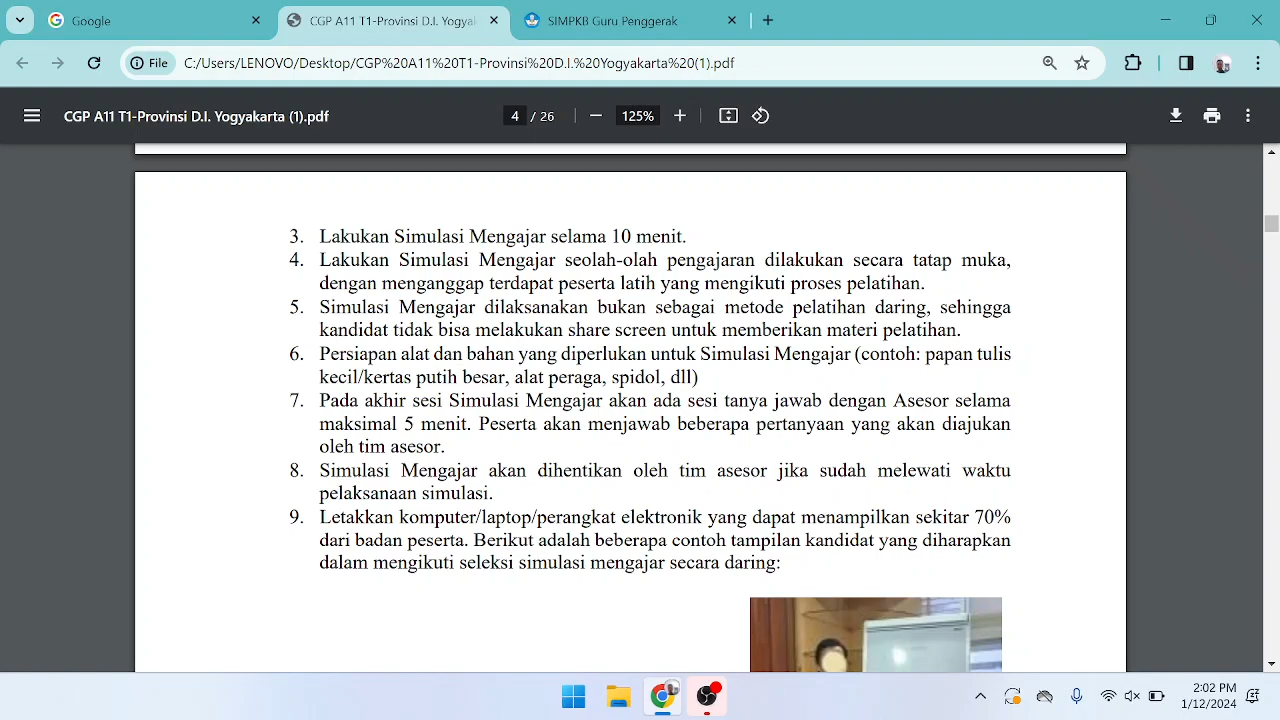 Google
CGP A11 T1-Provinsi D.I. Yogyal
SIMPKB Guru Penggerak
File
C:/Users/LENOVO/Desktop/CGP%20A11%20T1-Provinsi%20D.I.%20Yogyakarta%20(1).pdf
CGP A11 T1-Provinsi D.I. Yogyakarta (1).pdf
4 / 26
125%
3. Lakukan Simulasi Mengajar selama 10 menit.
4. Lakukan Simulasi Mengajar seolah-olah pengajaran dilakukan secara tatap muka,
dengan menganggap terdapat peserta latih yang mengikuti proses pelatihan.
5. Simulasi Mengajar dilaksanakan bukan sebagai metode pelatihan daring, sehingga
kandidat tidak bisa melakukan share screen untuk memberikan materi pelatihan.
6. Persiapan alat dan bahan yang diperlukan untuk Simulasi Mengajar (contoh: papan tulis
kecil/kertas putih besar, alat peraga, spidol, dll)
7. Pada akhir sesi Simulasi Mengajar akan ada sesi tanya jawab dengan Asesor selama
maksimal 5 menit. Peserta akan menjawab beberapa pertanyaan yang akan diajukan
oleh tim asesor.
8. Simulasi Mengajar akan dihentikan oleh tim asesor jika sudah melewati waktu
pelaksanaan simulasi.
9. Letakkan komputer/laptop/perangkat elektronik yang dapat menampilkan sekitar 70%
dari badan peserta. Berikut adalah beberapa contoh tampilan kandidat yang diharapkan
dalam mengikuti seleksi simulasi mengajar secara daring:
2:02 PM
1/12/2024